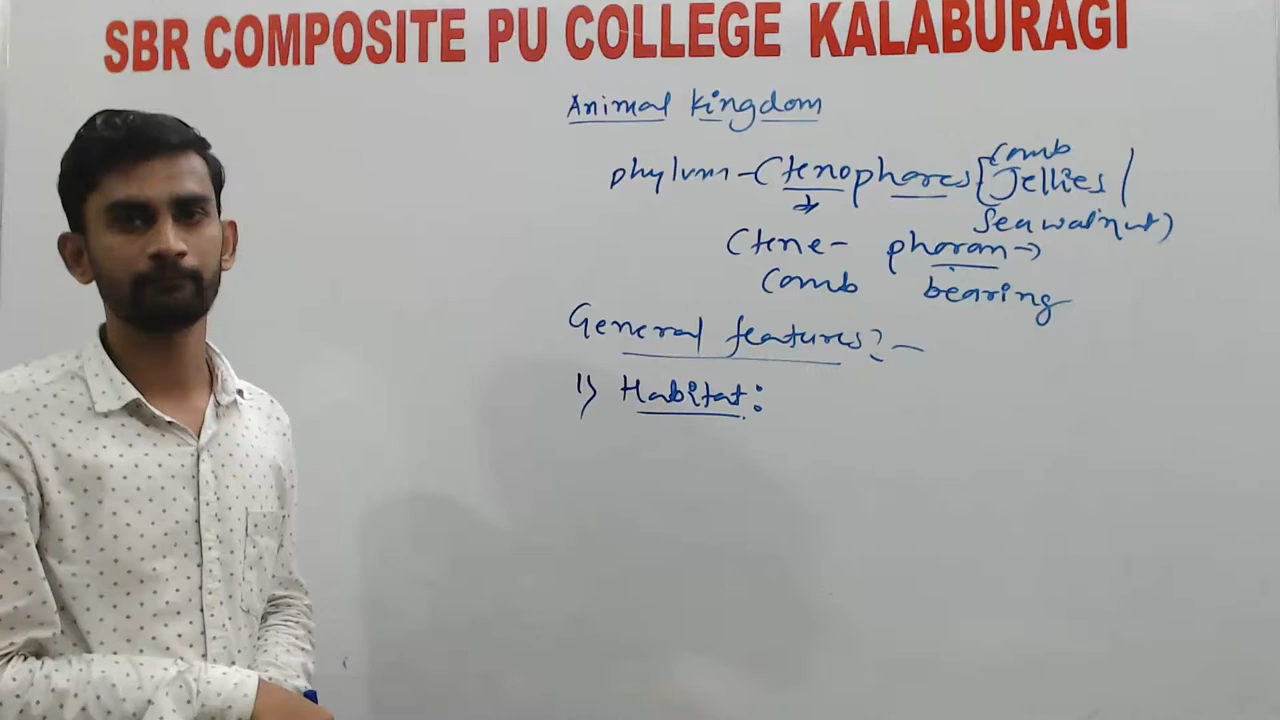 SBR COMPOSITE PU COLLEGE KALABURAGI
Animal kingdom
phylum - Ctenophores (Comb Jellies /
Sea walnut)
Ctene - phoran →
Comb bearing
General features: -
1) Habitat: